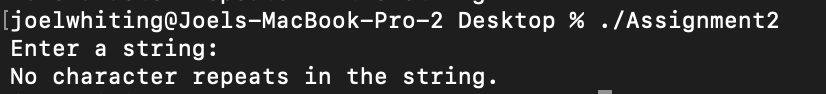 [joelwhiting@Joels-MacBook-Pro-2 Desktop % ./Assignment2
Enter a string:
No character repeats in the string.